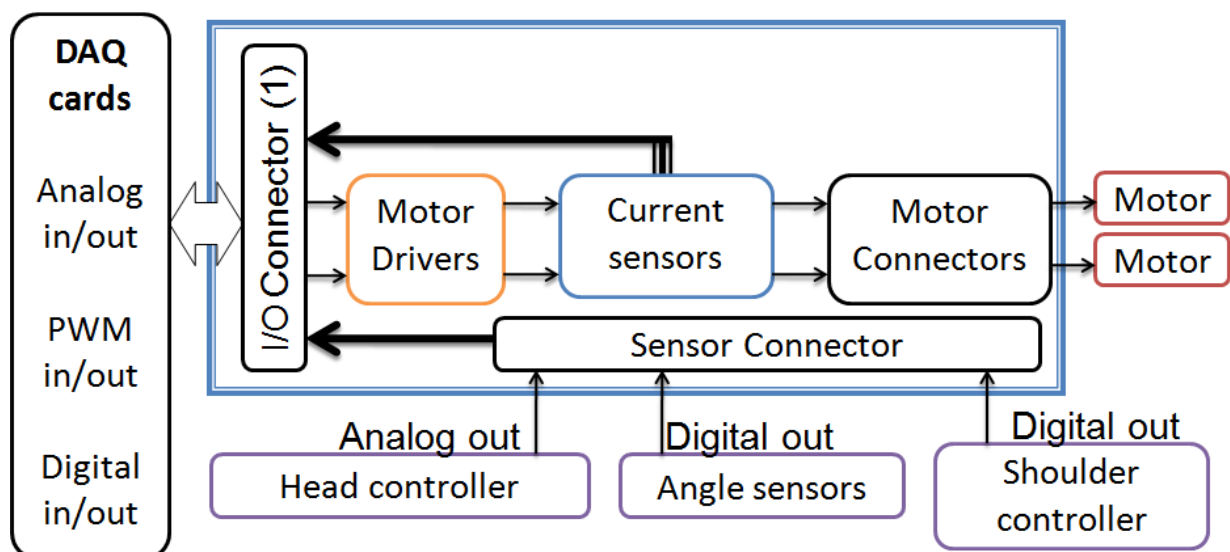 DAQ
cards
Analog
in/out
PWM
in/out
Digital
in/out
I/O Connector (1)
Motor
Drivers
Current
sensors
Motor
Connectors
Motor
Motor
Sensor Connector
Analog out
Head controller
Digital out
Angle sensors
Digital out
Shoulder
controller